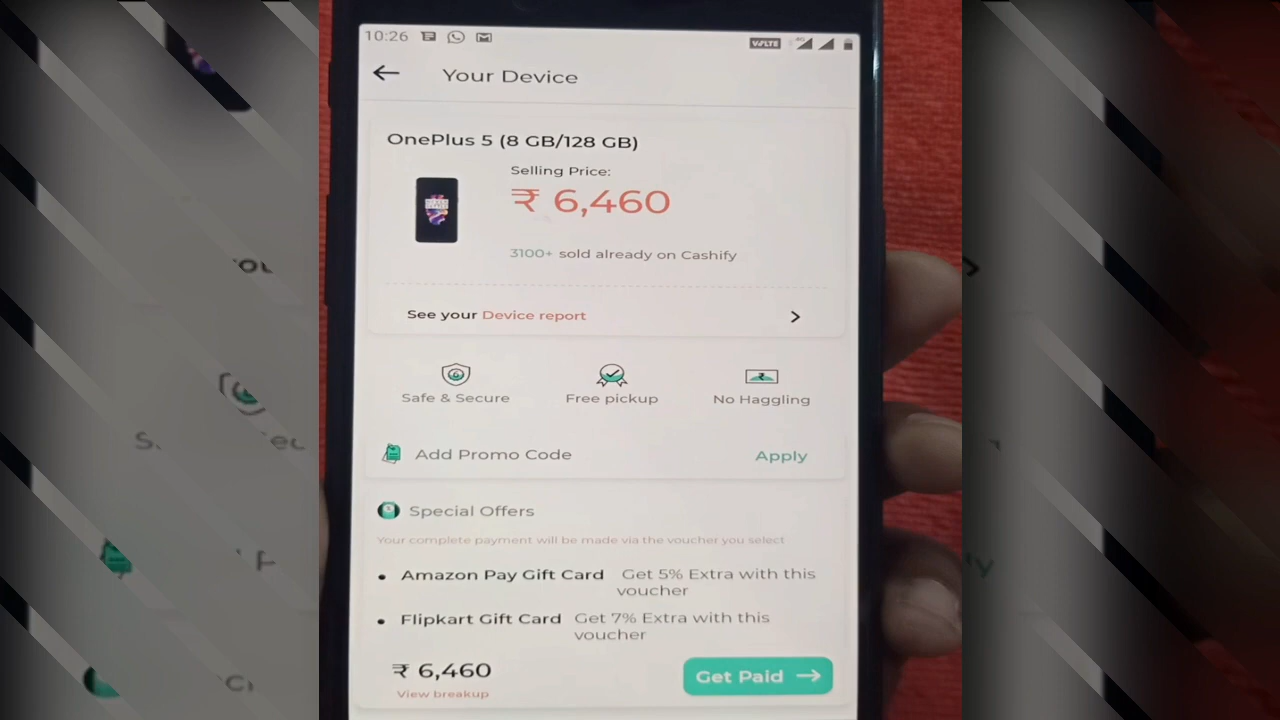 10:26
VoLTE
4G
Your Device
OnePlus 5 (8 GB/128 GB)
Selling Price:
₹ 6,460
3100+ sold already on Cashify
See your Device report
Safe & Secure
Free pickup
No Haggling
Add Promo Code
Apply
Special Offers
Your complete payment will be made via the voucher you select
Amazon Pay Gift Card Get 5% Extra with this
voucher
Flipkart Gift Card Get 7% Extra with this
voucher
₹ 6,460
View breakup
Get Paid